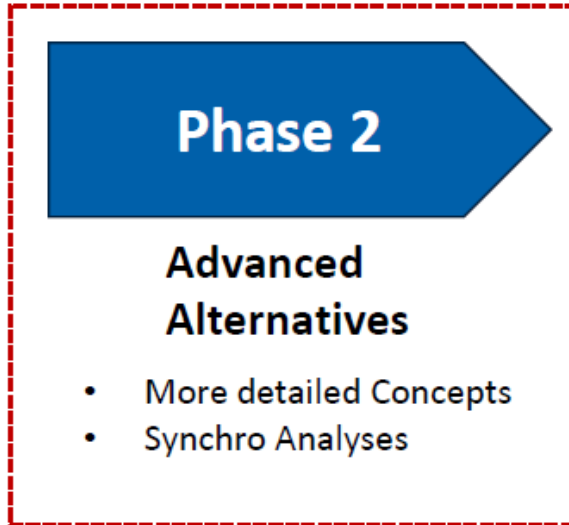 Phase 2
Advanced
Alternatives
• More detailed Concepts
• Synchro Analyses